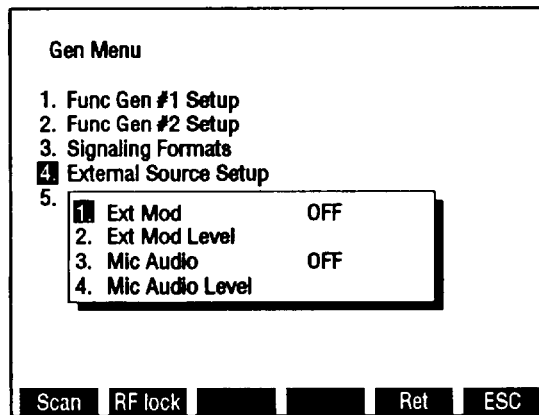 Gen Menu
1. Func Gen #1 Setup
2. Func Gen #2 Setup
3. Signaling Formats
4. External Source Setup
5.
1. Ext Mod OFF
2. Ext Mod Level
3. Mic Audio OFF
4. Mic Audio Level
Scan RF lock Ret ESC